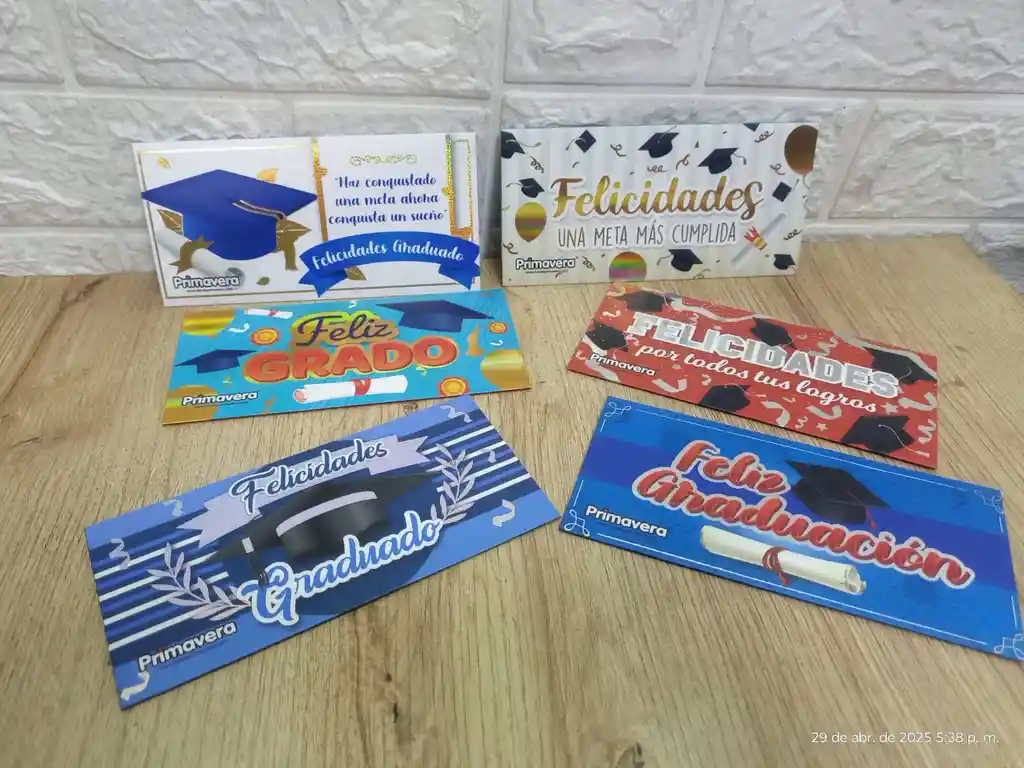 "Haz conquistado
una meta ahora
conquista un sueño"
Felicidades Graduado
Primavera
Felicidades
UNA META MÁS CUMPLIDA
Primavera
Feliz
GRADO
Primavera
FELICIDADES
por todos tus logros
Primavera
Felicidades
Graduado
Primavera
Feliz
Graduación
Primavera
29 de abr. de 2025 5:38 p. m.